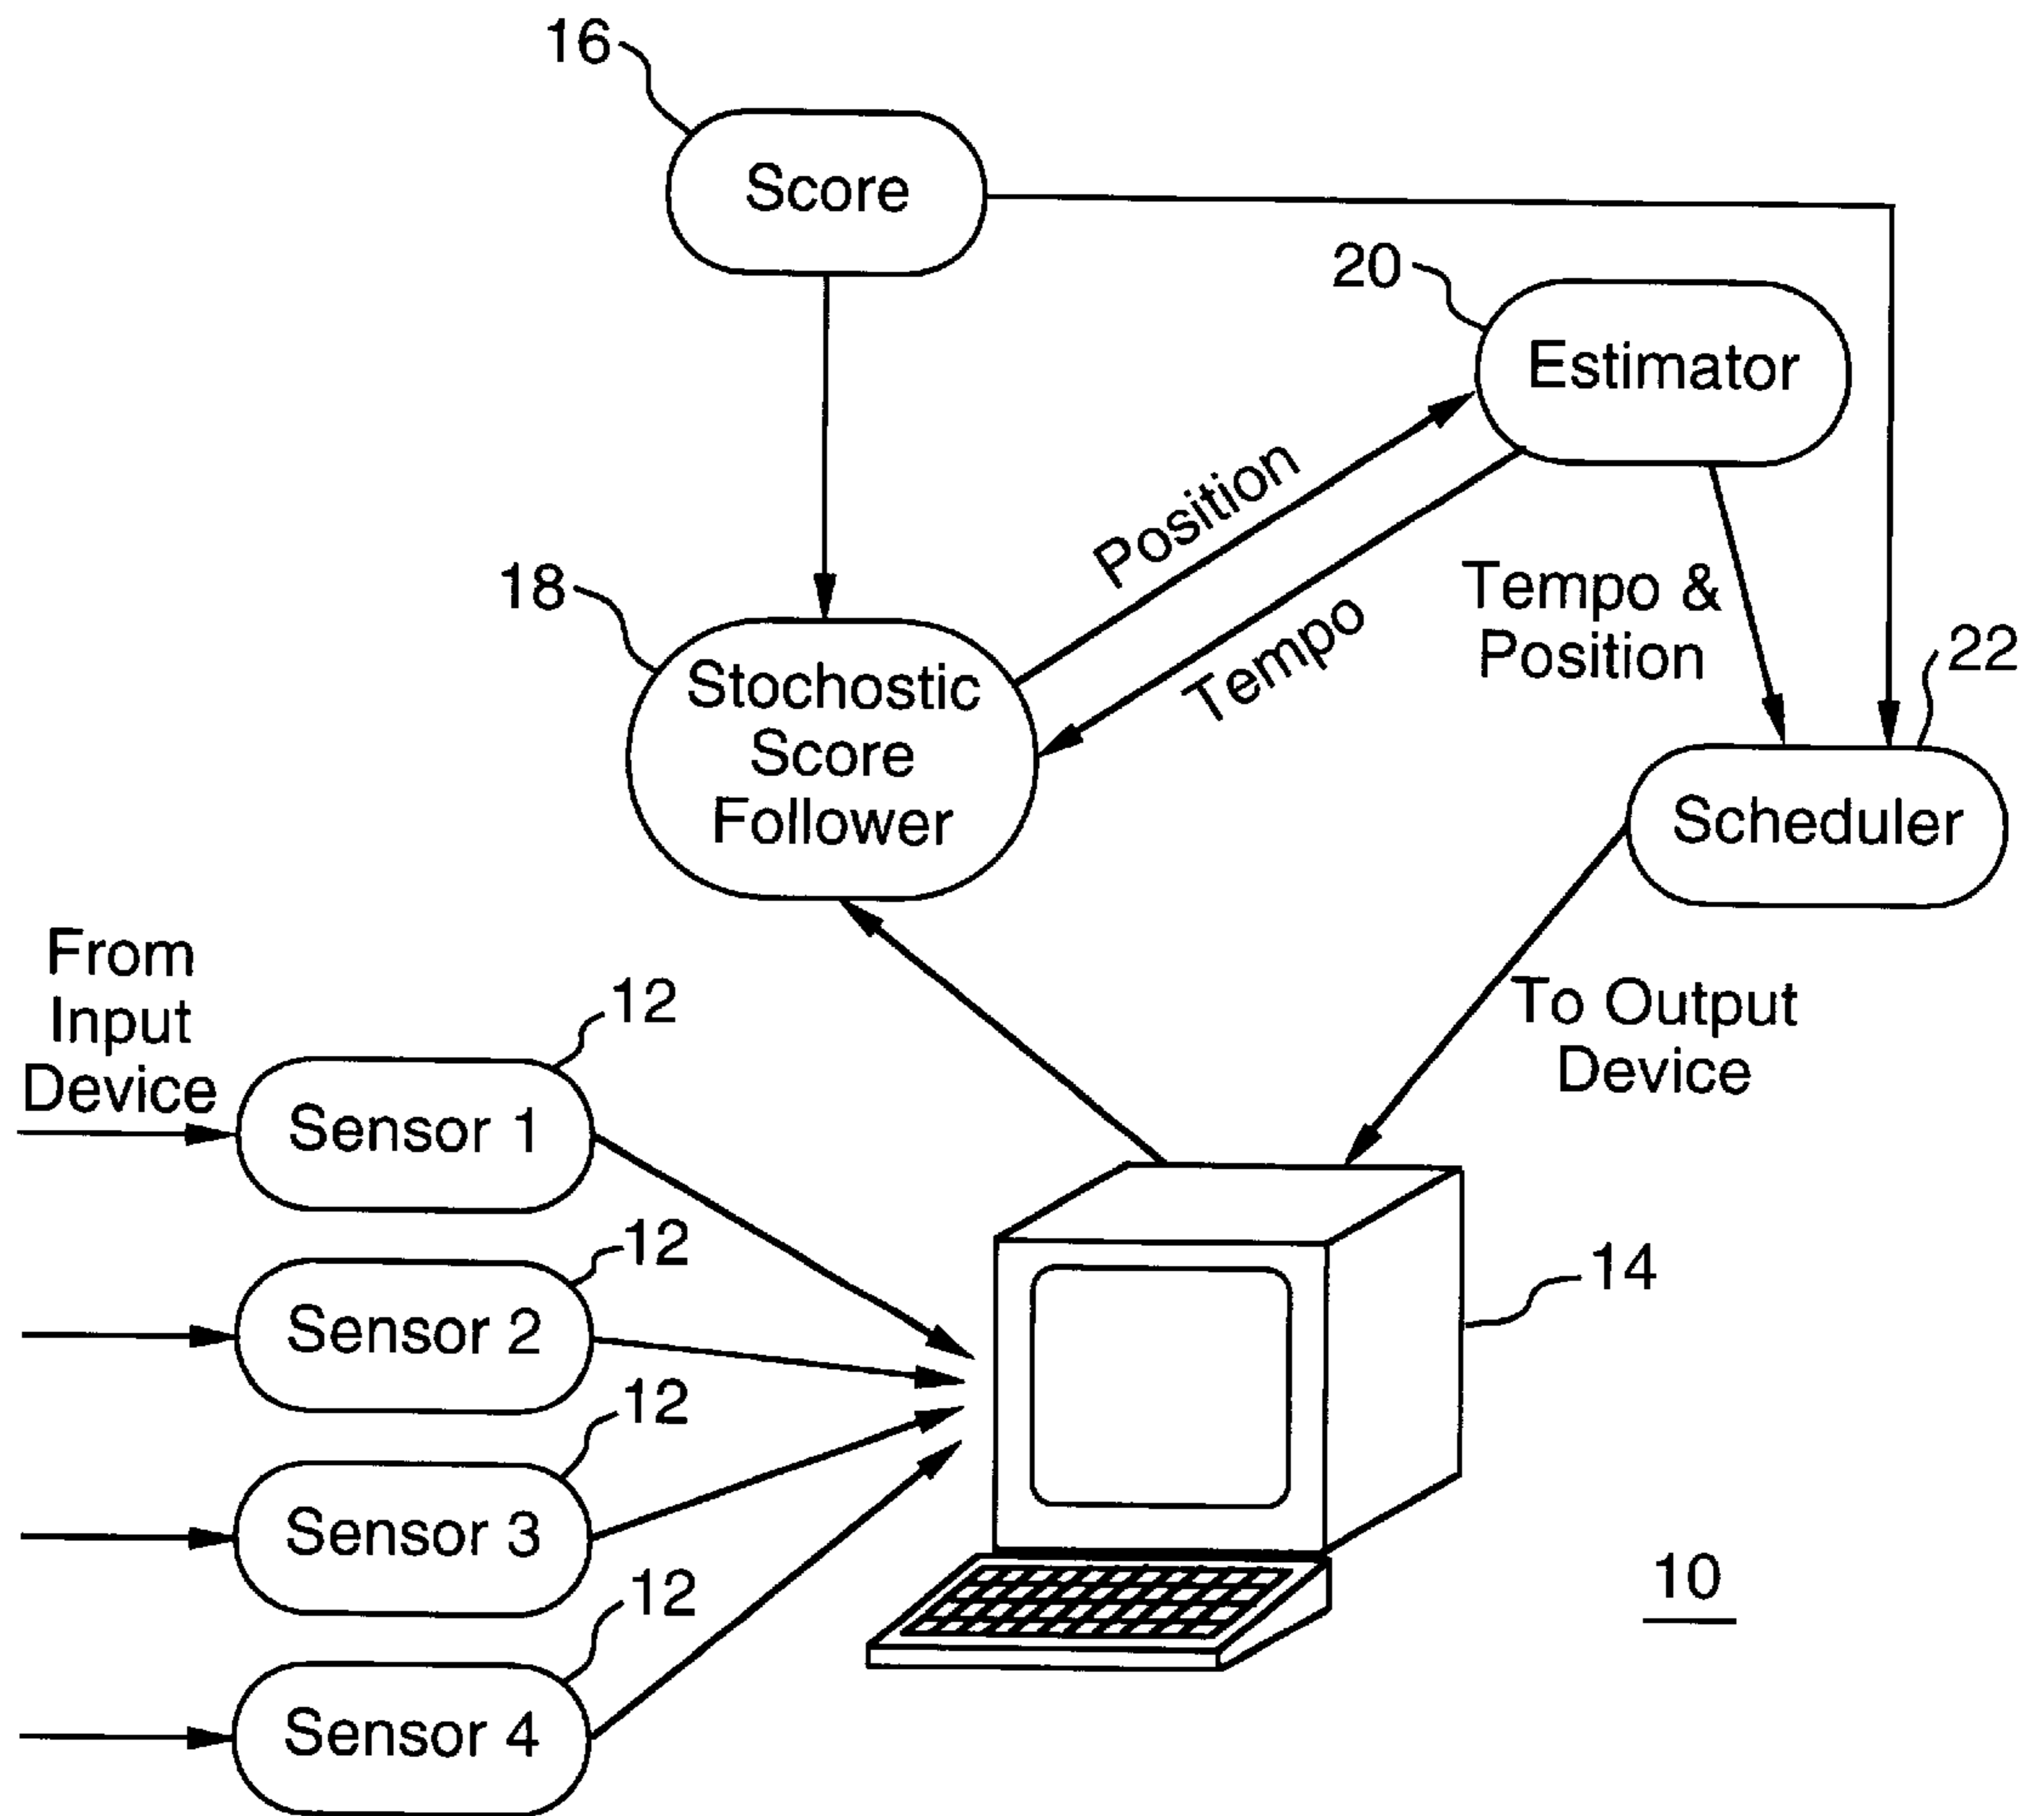 16
Score
20
Estimator
Position
Tempo
18
Tempo &
Position
22
Stochostic
Score
Follower
Scheduler
From
Input
Device
12
To Output
Device
Sensor 1
12
Sensor 2
14
12
Sensor 3
12
10
Sensor 4